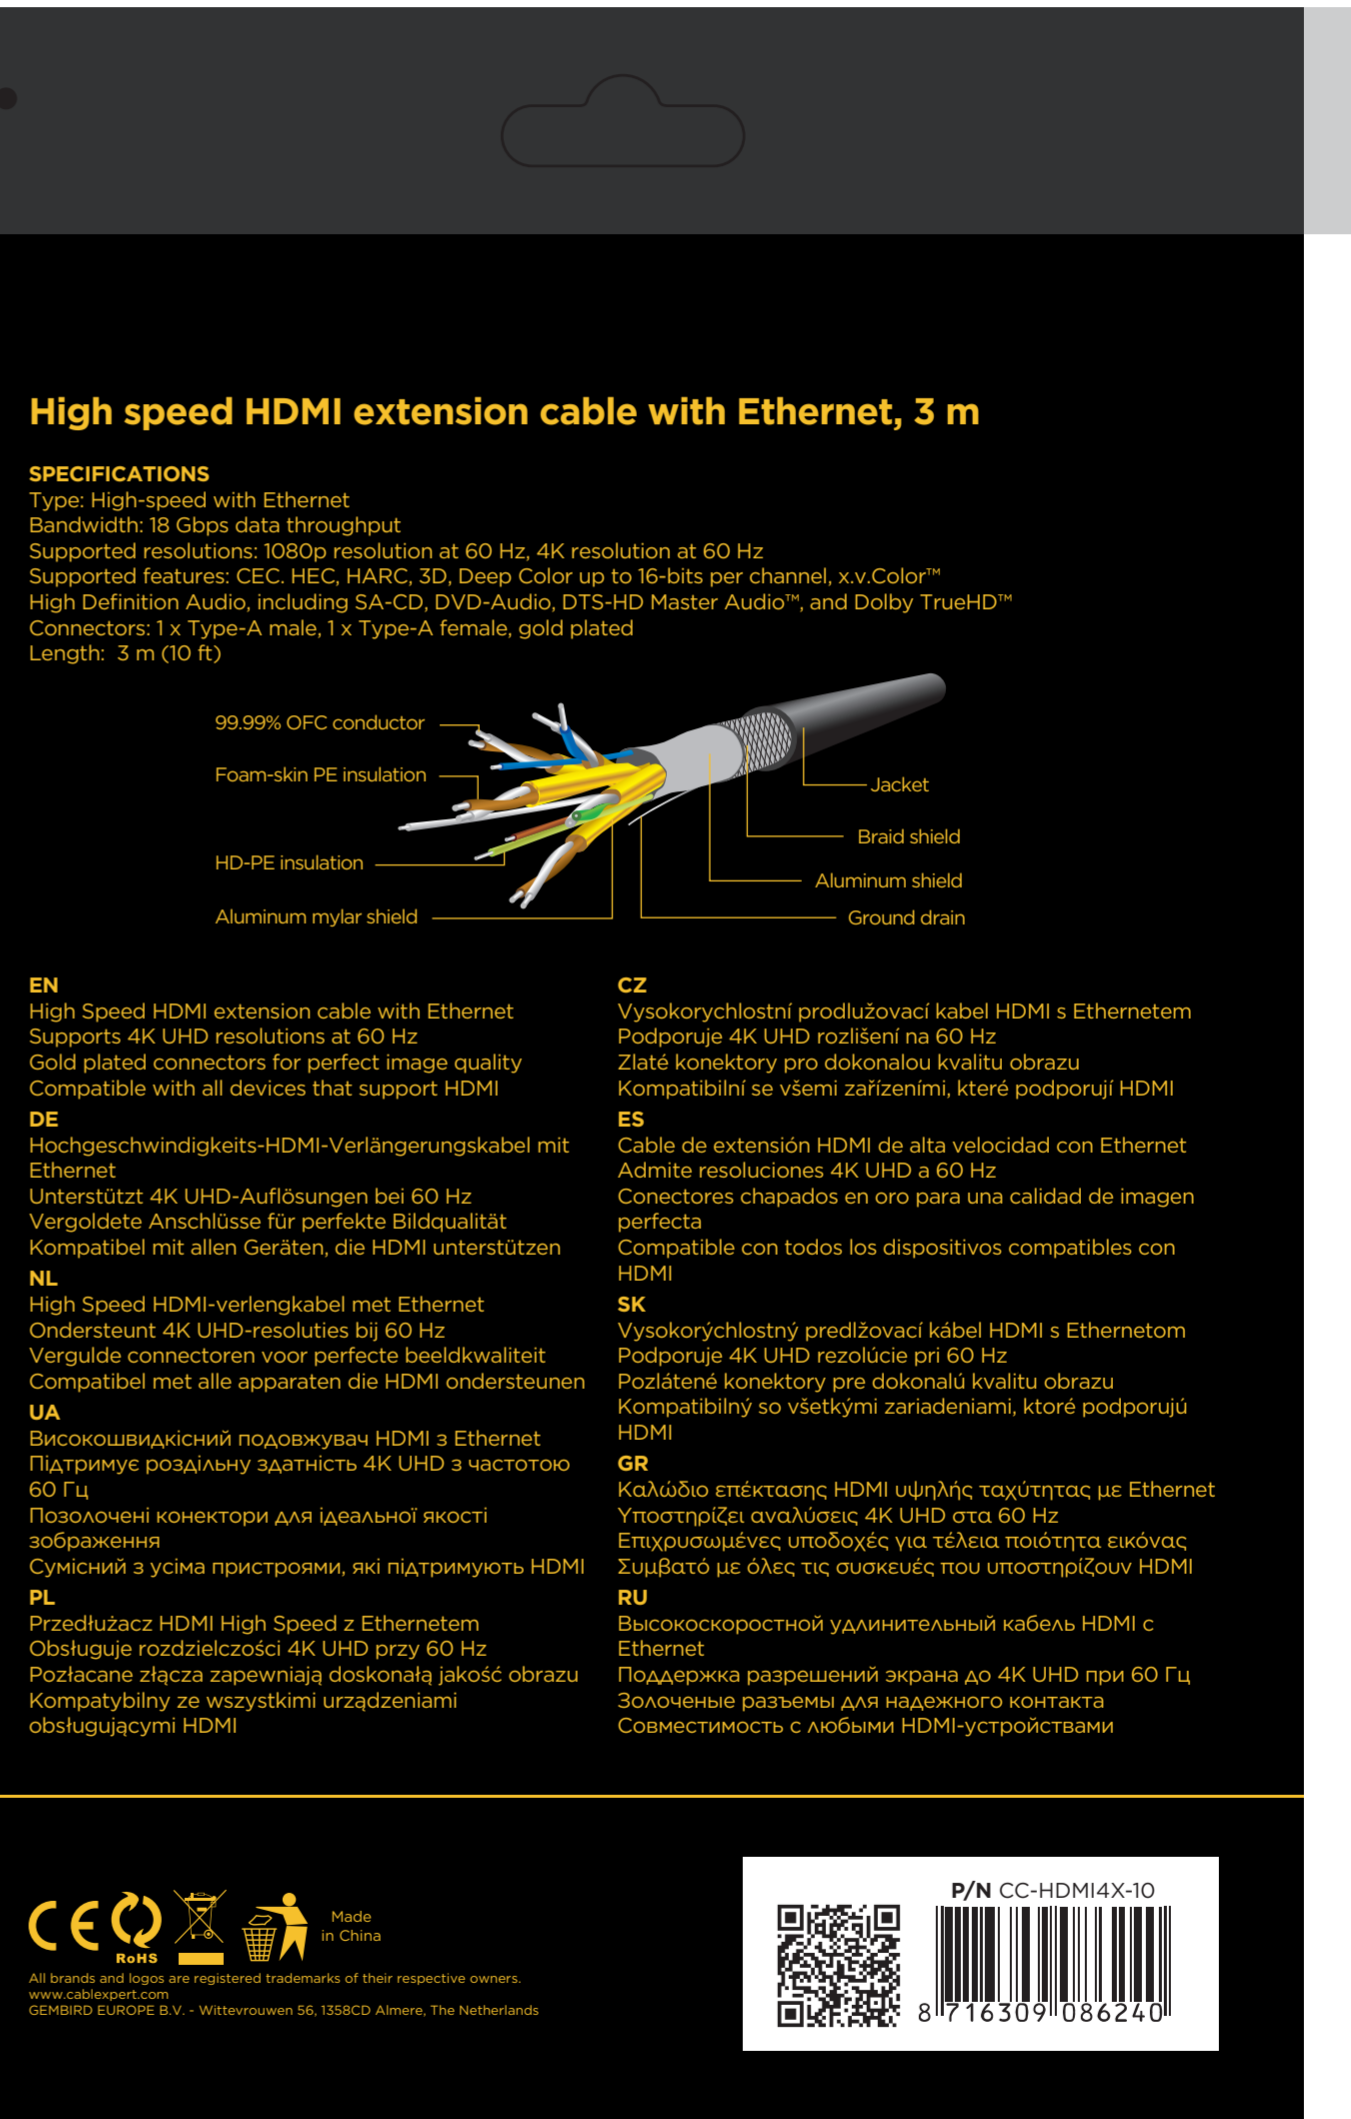 High speed HDMI extension cable with Ethernet, 3 m
SPECIFICATIONS
Type: High-speed with Ethernet
Bandwidth: 18 Gbps data throughput
Supported resolutions: 1080p resolution at 60 Hz, 4K resolution at 60 Hz
Supported features: CEC. HEC, HARC, 3D, Deep Color up to 16-bits per channel, x.v.Color™
High Definition Audio, including SA-CD, DVD-Audio, DTS-HD Master Audio™, and Dolby TrueHD™
Connectors: 1 x Type-A male, 1 x Type-A female, gold plated
Length: 3 m (10 ft)
99.99% OFC conductor
Foam-skin PE insulation
HD-PE insulation
Aluminum mylar shield
Jacket
Braid shield
Aluminum shield
Ground drain
EN
High Speed HDMI extension cable with Ethernet
Supports 4K UHD resolutions at 60 Hz
Gold plated connectors for perfect image quality
Compatible with all devices that support HDMI
DE
Hochgeschwindigkeits-HDMI-Verlängerungskabel mit
Ethernet
Unterstützt 4K UHD-Auflösungen bei 60 Hz
Vergoldete Anschlüsse für perfekte Bildqualität
Kompatibel mit allen Geräten, die HDMI unterstützen
NL
High Speed HDMI-verlengkabel met Ethernet
Ondersteunt 4K UHD-resoluties bij 60 Hz
Vergulde connectoren voor perfecte beeldkwaliteit
Compatibel met alle apparaten die HDMI ondersteunen
UA
Високошвидкісний подовжувач HDMI з Ethernet
Підтримує роздільну здатність 4K UHD з частотою
60 Гц
Позолочені конектори для ідеальної якості
зображення
Сумісний з усіма пристроями, які підтримують HDMI
PL
Przedłużacz HDMI High Speed z Ethernetem
Obsługuje rozdzielczości 4K UHD przy 60 Hz
Pozłacane złącza zapewniają doskonałą jakość obrazu
Kompatybilny ze wszystkimi urządzeniami
obsługującymi HDMI
CZ
Vysokorychlostní prodlužovací kabel HDMI s Ethernetem
Podporuje 4K UHD rozlišení na 60 Hz
Zlaté konektory pro dokonalou kvalitu obrazu
Kompatibilní se všemi zařízeními, které podporují HDMI
ES
Cable de extensión HDMI de alta velocidad con Ethernet
Admite resoluciones 4K UHD a 60 Hz
Conectores chapados en oro para una calidad de imagen
perfecta
Compatible con todos los dispositivos compatibles con
HDMI
SK
Vysokorýchlostný predlžovací kábel HDMI s Ethernetom
Podporuje 4K UHD rezolúcie pri 60 Hz
Pozlátené konektory pre dokonalú kvalitu obrazu
Kompatibilný so všetkými zariadeniami, ktoré podporujú
HDMI
GR
Καλώδιο επέκτασης HDMI υψηλής ταχύτητας με Ethernet
Υποστηρίζει αναλύσεις 4K UHD στα 60 Hz
Επιχρυσωμένες υποδοχές για τέλεια ποιότητα εικόνας
Συμβατό με όλες τις συσκευές που υποστηρίζουν HDMI
RU
Высокоскоростной удлинительный кабель HDMI с
Ethernet
Поддержка разрешений экрана до 4K UHD при 60 Гц
Золоченые разъемы для надежного контакта
Совместимость с любыми HDMI-устройствами
CE
RoHS
Made
in China
All brands and logos are registered trademarks of their respective owners.
www.cablexpert.com
GEMBIRD EUROPE B.V. - Wittevrouwen 56, 1358CD Almere, The Netherlands
P/N CC-HDMI4X-10
8 716309 086240